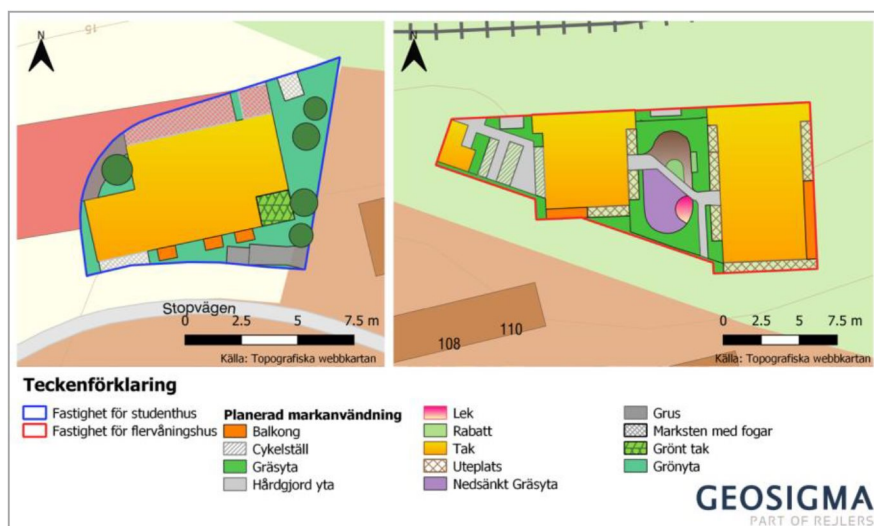 N
15
Stopvägen
0 2.5 5 7.5 m
Källa: Topografiska webbkartan
N
108
110
0 2.5 5 7.5 m
Källa: Topografiska webbkartan
Teckenförklaring
Fastighet för studenthus
Fastighet för flervåningshus
Planerad markanvändning
Balkong
Cykelställ
Gräsyta
Hårdgjord yta
Lek
Rabatt
Tak
Uteplats
Nedsänkt Gräsyta
Grus
Marksten med fogar
Grönt tak
Grönyta
GEOSIGMA
PART OF REJLERS